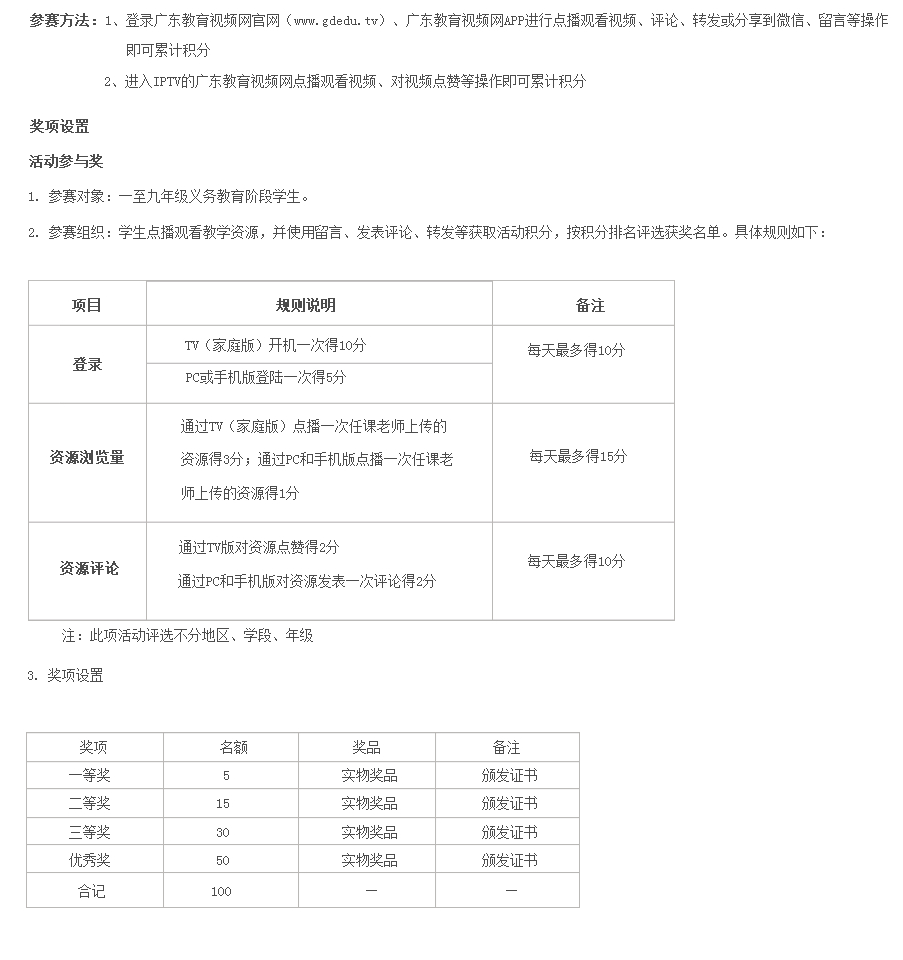 参赛方法：1、登录广东教育视频网官网（www.gdedu.tv）、广东教育视频网APP进行点播观看视频、评论、转发或分享到微信、留言等操作
即可累计积分
2、进入IPTV的广东教育视频网点播观看视频、对视频点赞等操作即可累计积分
奖项设置
活动参与奖
1. 参赛对象：一至九年级义务教育阶段学生。
2. 参赛组织：学生点播观看教学资源，并使用留言、发表评论、转发等获取活动积分，按积分排名评选获奖名单。具体规则如下：
项目 规则说明 备注
登录 TV（家庭版）开机一次得10分 每天最多得10分
PC或手机版登陆一次得5分
通过TV（家庭版）点播一次任课老师上传的
资源浏览量 资源得3分；通过PC和手机版点播一次任课老 每天最多得15分
师上传的资源得1分
通过TV版对资源点赞得2分
资源评论 通过PC和手机版对资源发表一次评论得2分 每天最多得10分
注：此项活动评选不分地区、学段、年级
3. 奖项设置
奖项 名额 奖品 备注
一等奖 5 实物奖品 颁发证书
二等奖 15 实物奖品 颁发证书
三等奖 30 实物奖品 颁发证书
优秀奖 50 实物奖品 颁发证书
合记 100 — —